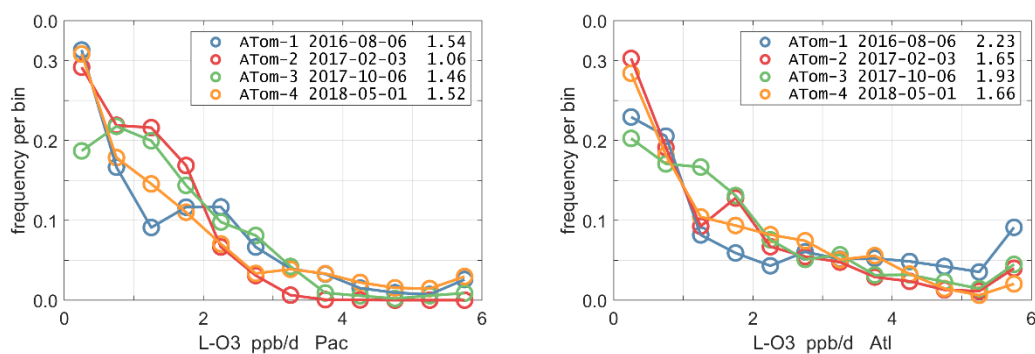 0.0
0.3
0.2
0.1
0.0
frequency per bin
ATom-1 2016-08-06 1.54
ATom-2 2017-02-03 1.06
ATom-3 2017-10-06 1.46
ATom-4 2018-05-01 1.52
0 2 4 6
L-O3 ppb/d Pac
0.0
0.3
0.2
0.1
0.0
frequency per bin
ATom-1 2016-08-06 2.23
ATom-2 2017-02-03 1.65
ATom-3 2017-10-06 1.93
ATom-4 2018-05-01 1.66
0 2 4 6
L-O3 ppb/d Atl